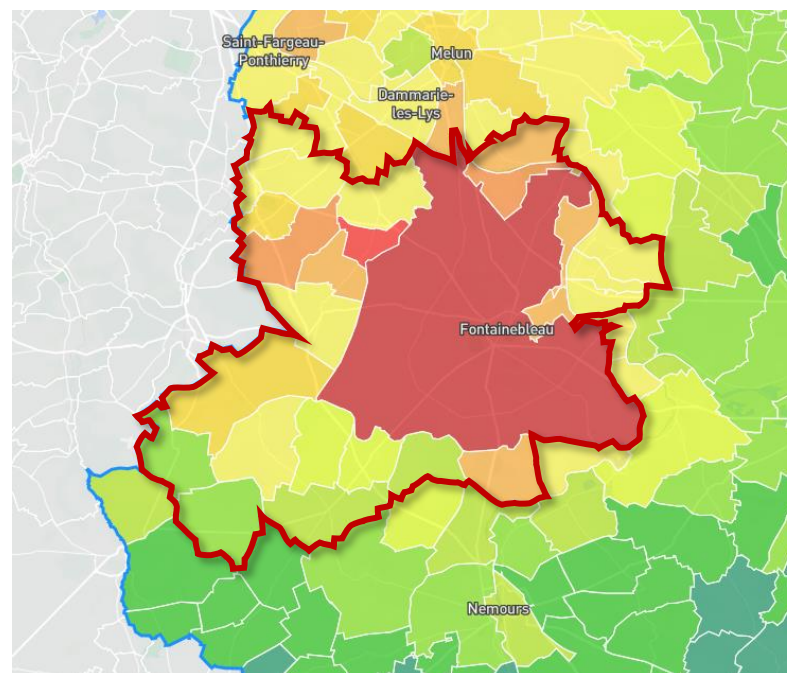 Saint-Fargeau-
Ponthierry
Melun
Dammarie-
les-Lys
Fontainebleau
Nemours